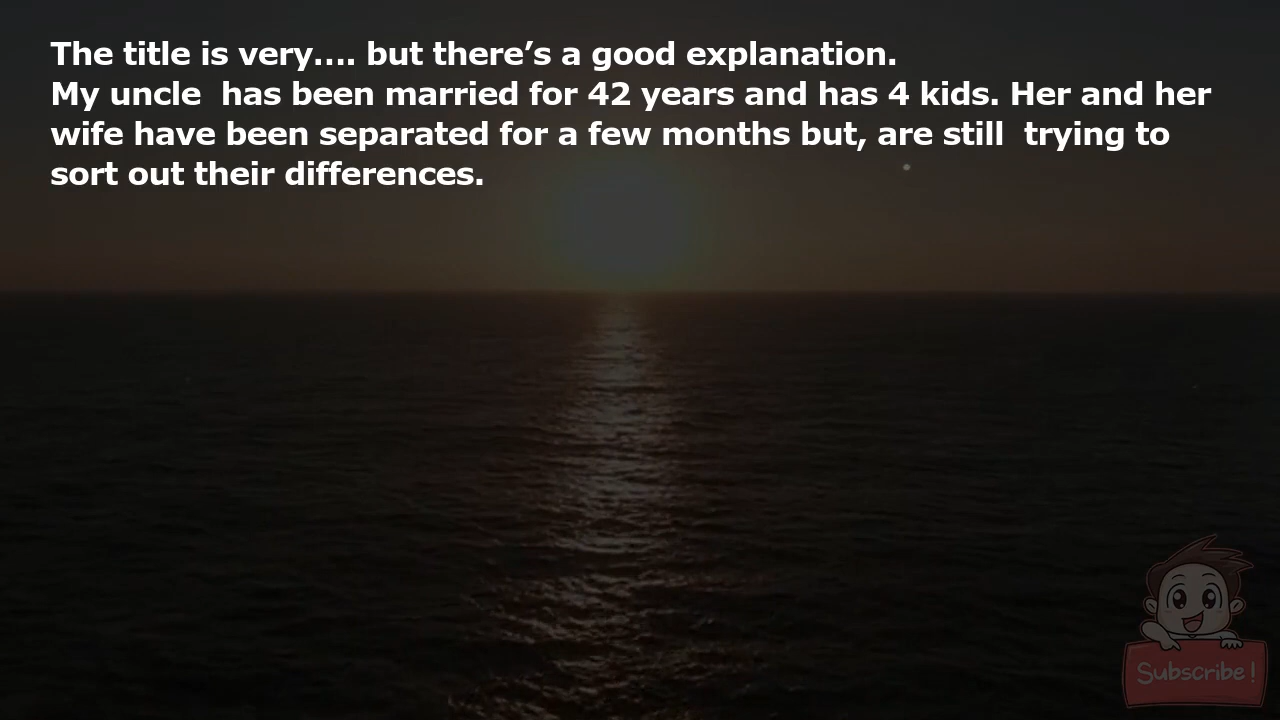 The title is very.... but there’s a good explanation.
My uncle  has been married for 42 years and has 4 kids. Her and her
wife have been separated for a few months but, are still  trying to
sort out their differences.
Subscribe!